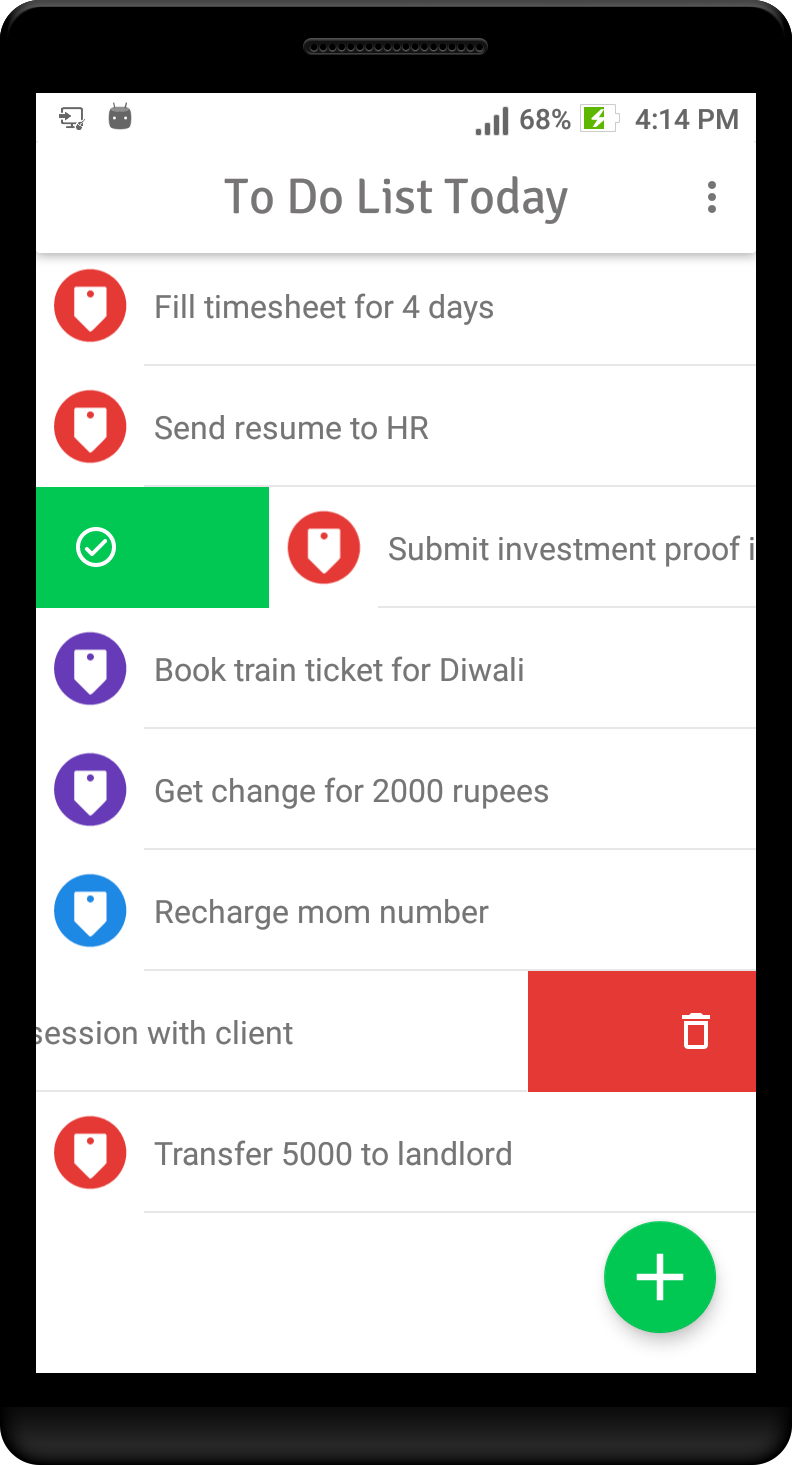 68% 4:14 PM
To Do List Today
Fill timesheet for 4 days
Send resume to HR
Submit investment proof i
Book train ticket for Diwali
Get change for 2000 rupees
Recharge mom number
session with client
Transfer 5000 to landlord